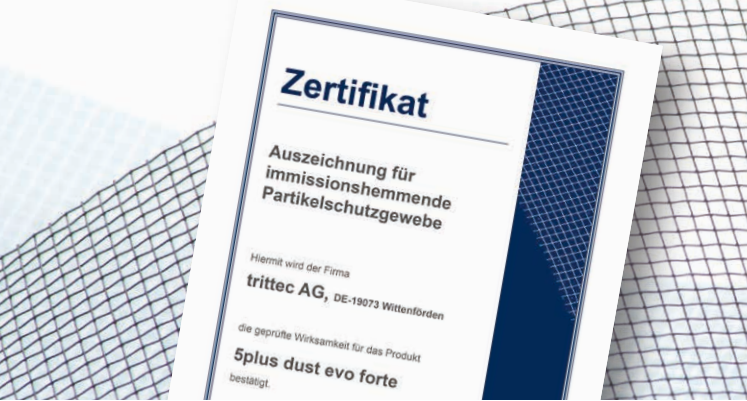 Zertifikat
Auszeichnung für
immissionshemmende
Partikelschutzgewebe
Hiermit wird der Firma
trittec AG, DE-19073 Wittenförden
die geprüfte Wirksamkeit für das Produkt
5plus dust evo forte
bestätigt.